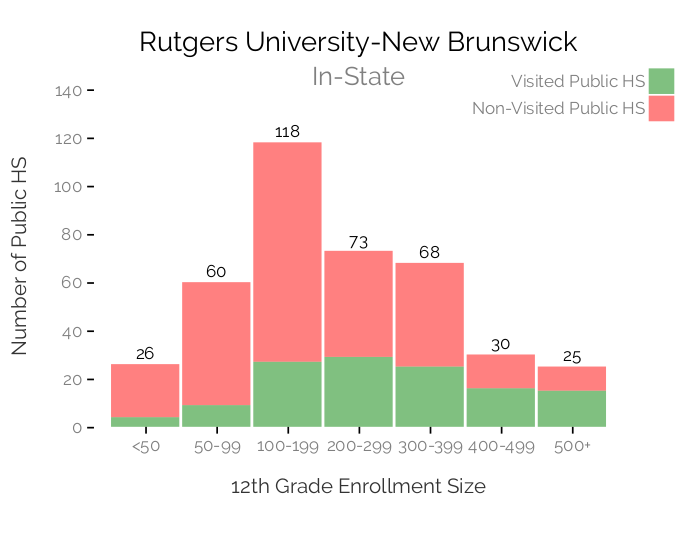 Rutgers University-New Brunswick
In-State
Visited Public HS
Non-Visited Public HS
Number of Public HS
140
120
100
80
60
40
20
0
26
60
118
73
68
30
25
<50 50-99 100-199 200-299 300-399 400-499 500+
12th Grade Enrollment Size